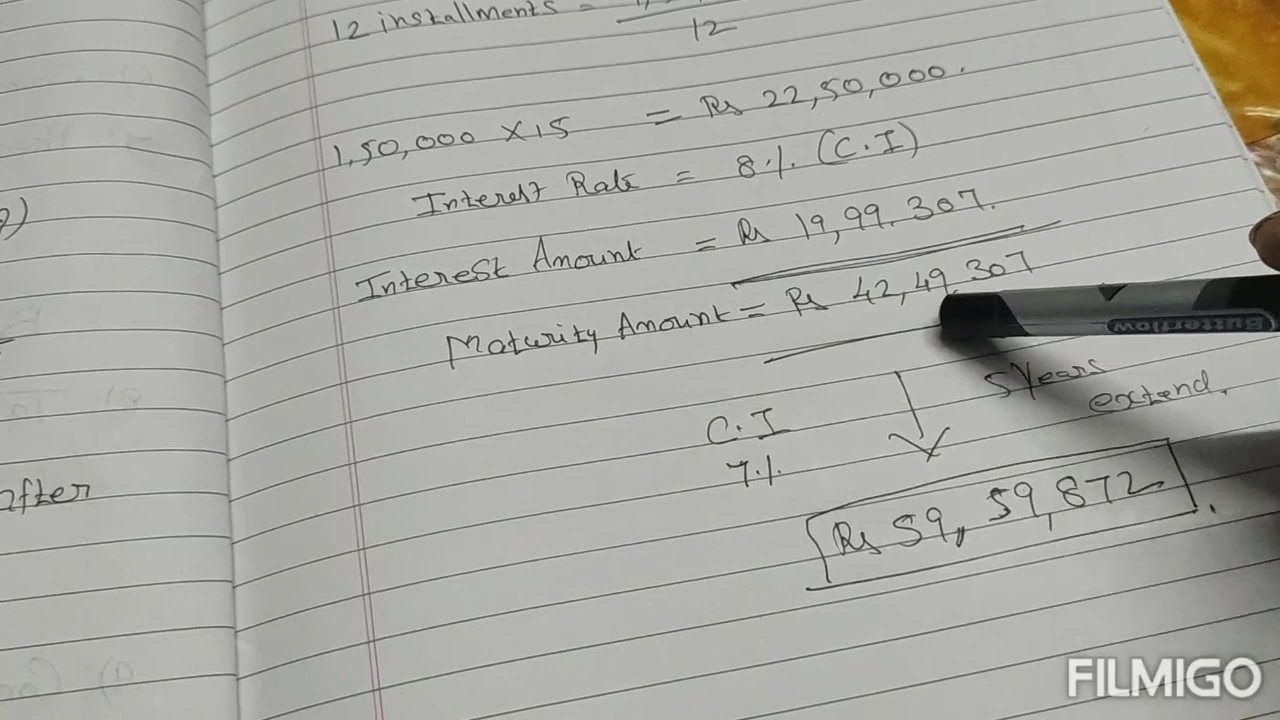 12 installments =
12
1,50,000 × 15 = Rs 22,50,000.
Interest Rate = 8% (C.I)
Interest Amount = Rs 19,99,307.
Maturity Amount = Rs 42,49,307
5 Years
extend.
C.I
7%
Rs 59,59,872
after
Butterflow
FILMIGO